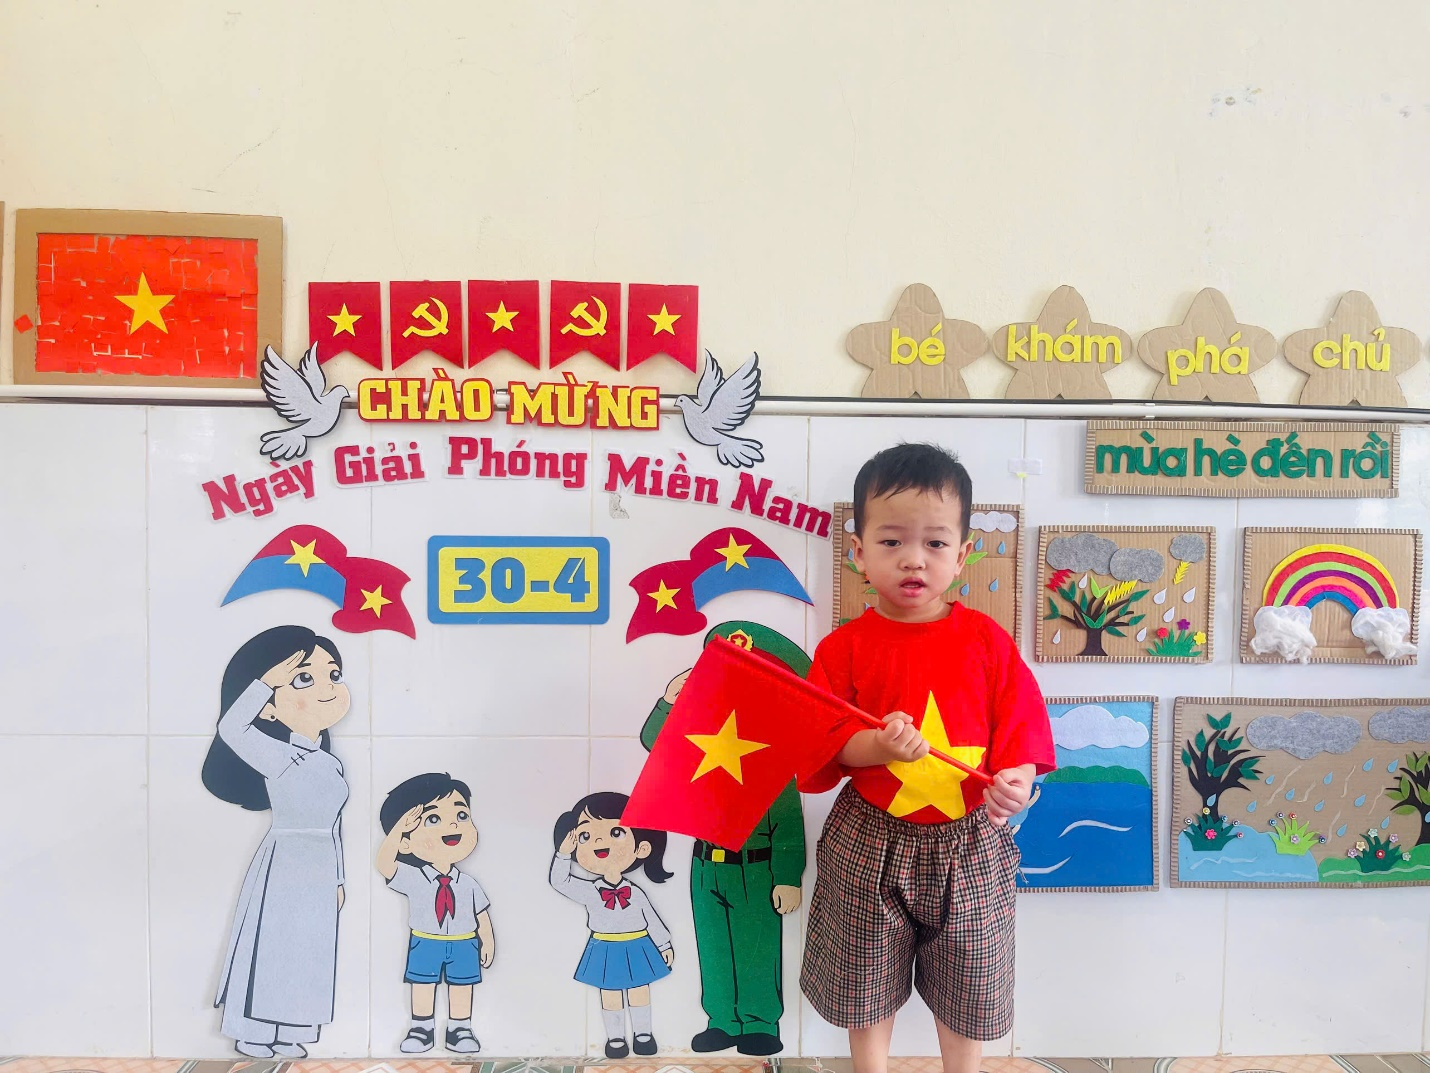 CHÀO MỪNG
Ngày Giải Phóng Miền Nam
30-4
bé khám phá chủ
mùa hè đến rồi